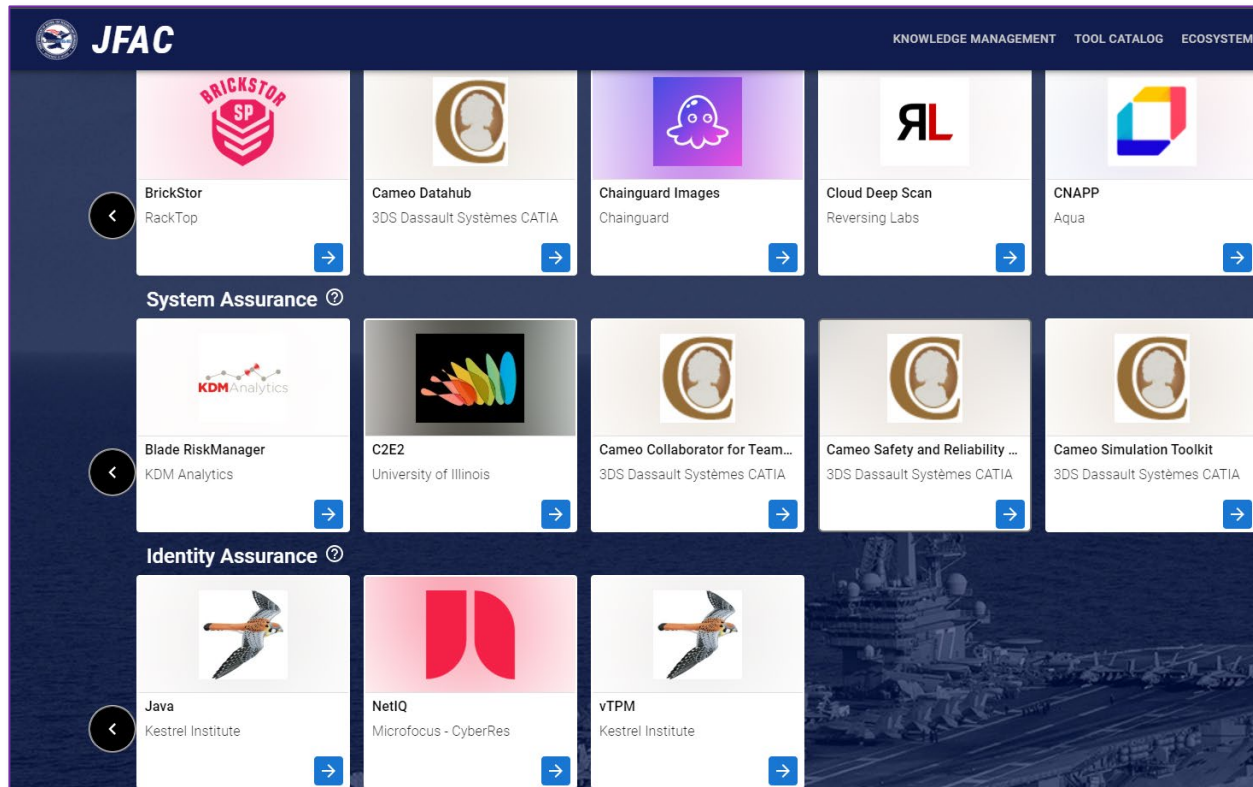 JFAC
KNOWLEDGE MANAGEMENT TOOL CATALOG ECOSYSTEM
BRICKSTOR
SP
C
C
ЯL
BrickStor
RackTop
Cameo Datahub
3DS Dassault Systèmes CATIA
Chainguard Images
Chainguard
Cloud Deep Scan
Reversing Labs
CNAPP
Aqua
System Assurance
KDMAnalytics
C
C
C
Blade RiskManager
KDM Analytics
C2E2
University of Illinois
Cameo Collaborator for Team...
3DS Dassault Systèmes CATIA
Cameo Safety and Reliability ...
3DS Dassault Systèmes CATIA
Cameo Simulation Toolkit
3DS Dassault Systèmes CATIA
Identity Assurance
77
Java
Kestrel Institute
NetIQ
Microfocus - CyberRes
vTPM
Kestrel Institute